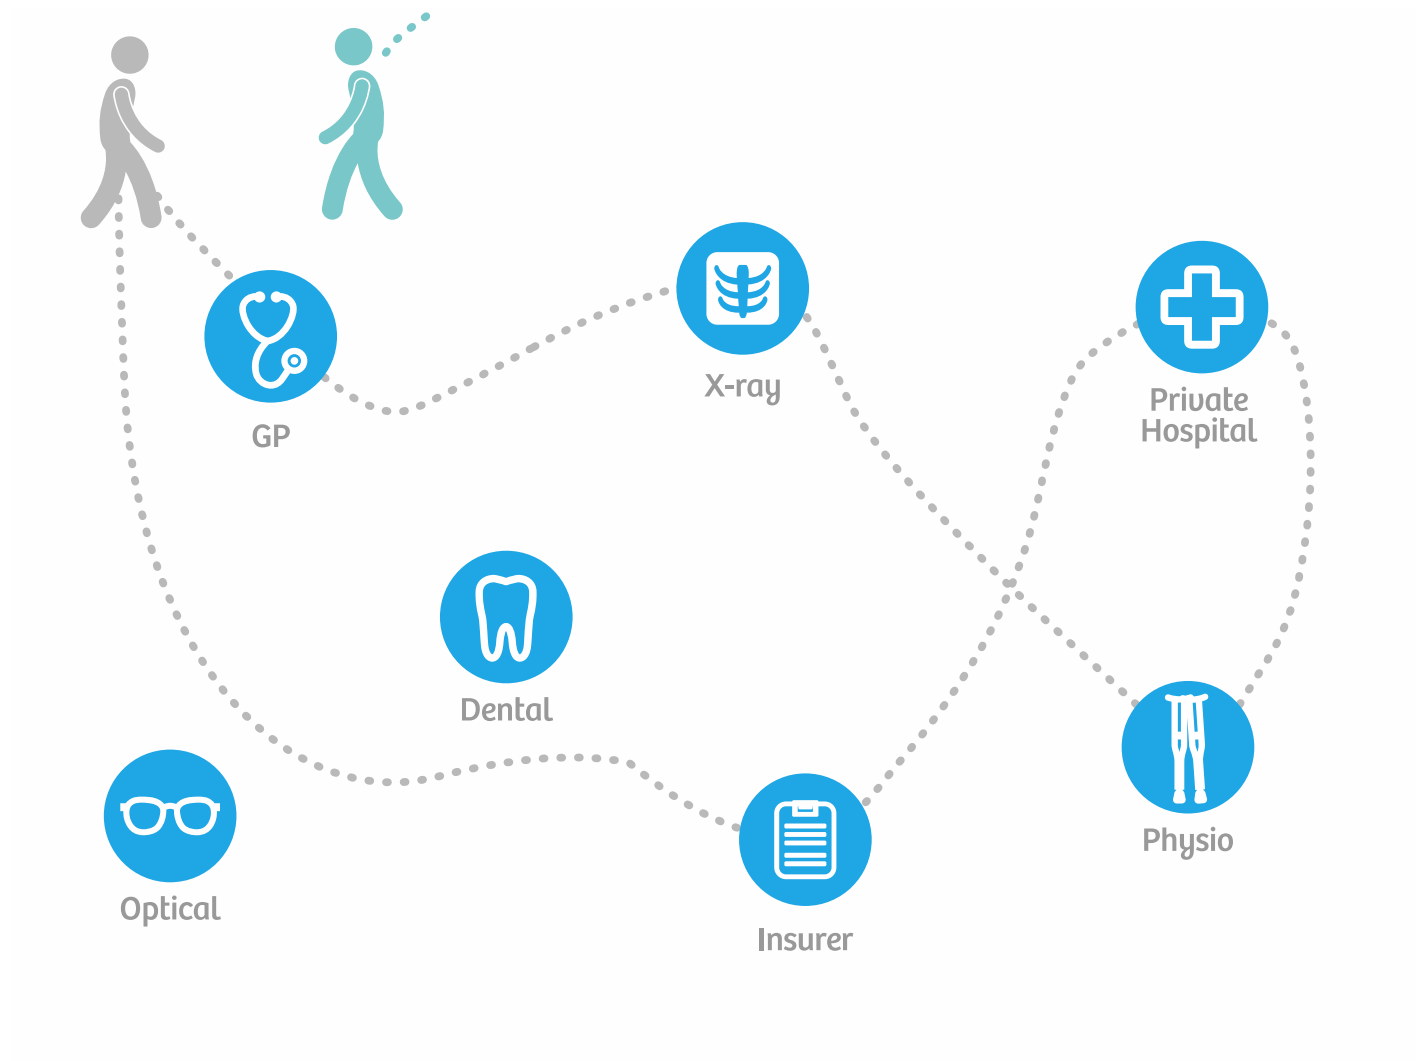 X-ray
Private
Hospital
GP
Dental
Physio
Optical
Insurer